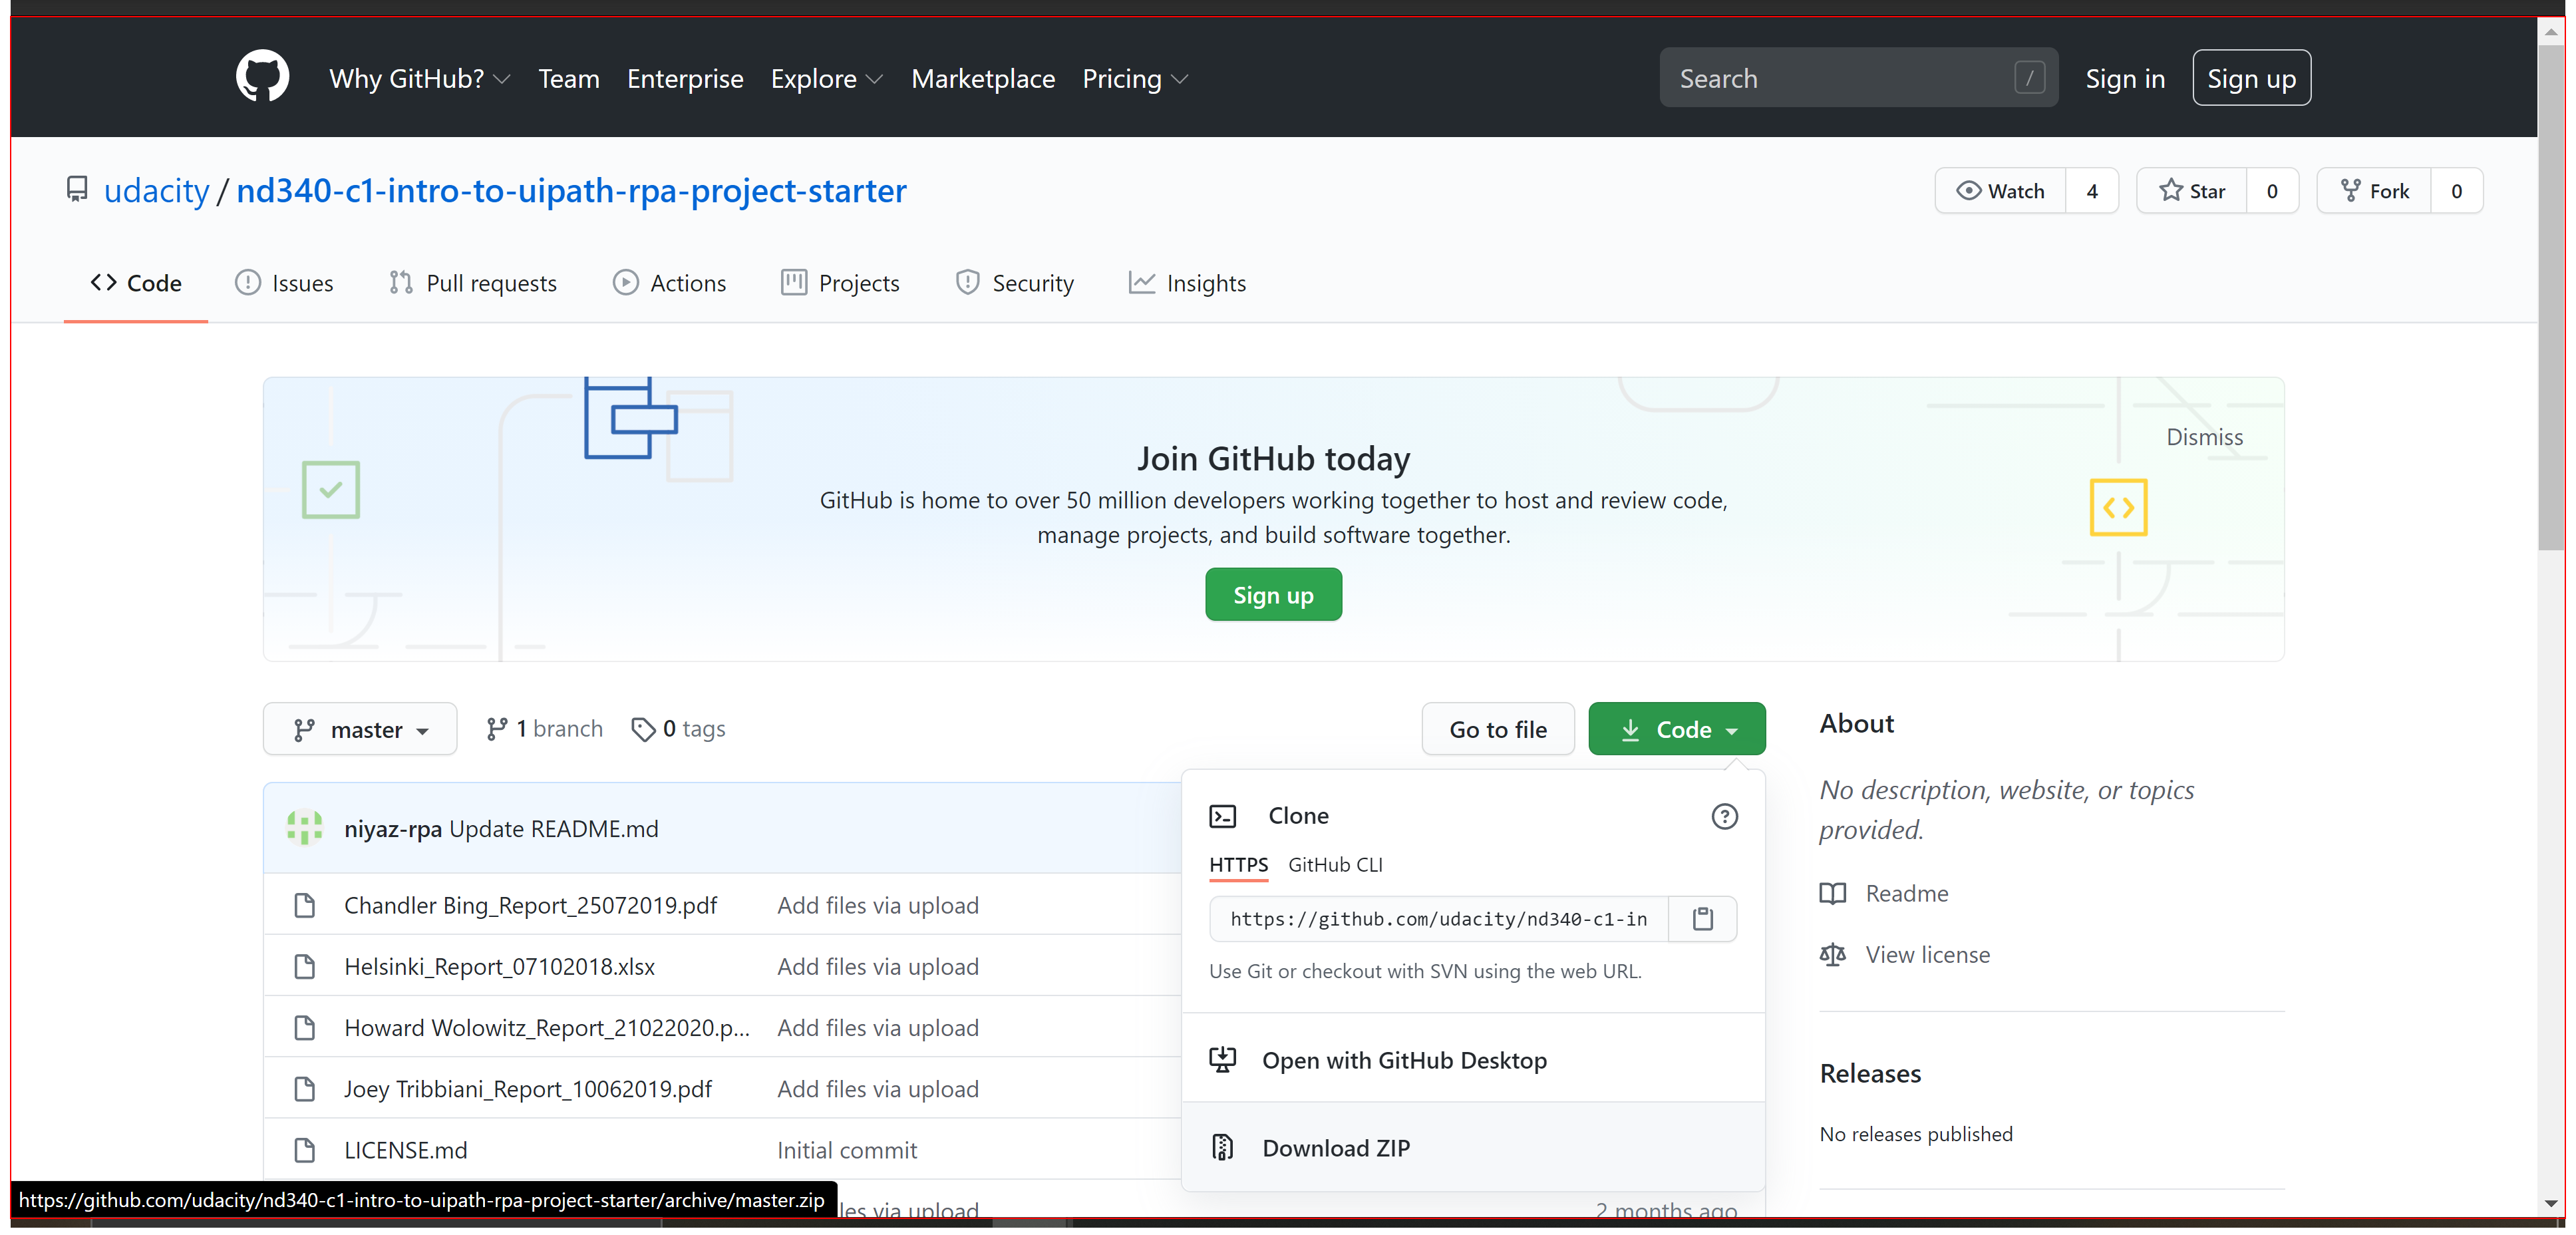 Why GitHub? Team Enterprise Explore Marketplace Pricing Search / Sign in Sign up
udacity / nd340-c1-intro-to-uipath-rpa-project-starter Watch 4 Star 0 Fork 0
Code Issues Pull requests Actions Projects Security Insights
Dismiss
Join GitHub today
GitHub is home to over 50 million developers working together to host and review code,
manage projects, and build software together.
Sign up
master 1 branch 0 tags Go to file Code
niyaz-rpa Update README.md
Chandler Bing_Report_25072019.pdf Add files via upload
Helsinki_Report_07102018.xlsx Add files via upload
Howard Wolowitz_Report_21022020.p... Add files via upload
Joey Tribbiani_Report_10062019.pdf Add files via upload
LICENSE.md Initial commit
les via upload 2 months ago
Clone
HTTPS GitHub CLI
https://github.com/udacity/nd340-c1-in
Use Git or checkout with SVN using the web URL.
Open with GitHub Desktop
Download ZIP
About
No description, website, or topics
provided.
Readme
View license
Releases
No releases published
https://github.com/udacity/nd340-c1-intro-to-uipath-rpa-project-starter/archive/master.zip